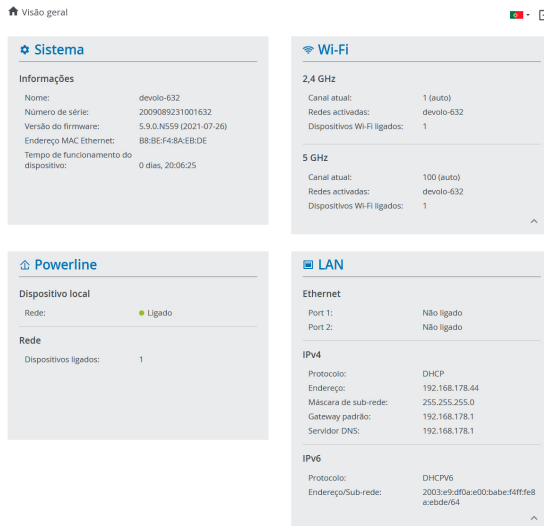 Visão geral
Sistema
Informações
Nome: devolo-632
Número de série: 2009089231001632
Versão do firmware: 5.9.0.N559 (2021-07-26)
Endereço MAC Ethernet: B8:BE:F4:8A:EB:DE
Tempo de funcionamento do
dispositivo: 0 dias, 20:06:25
Wi-Fi
2,4 GHz
Canal atual: 1 (auto)
Redes activadas: devolo-632
Dispositivos Wi-Fi ligados: 1
5 GHz
Canal atual: 100 (auto)
Redes activadas: devolo-632
Dispositivos Wi-Fi ligados: 1
Powerline
Dispositivo local
Rede: Ligado
Rede
Dispositivos ligados: 1
LAN
Ethernet
Port 1: Não ligado
Port 2: Não ligado
IPv4
Protocolo: DHCP
Endereço: 192.168.178.44
Máscara de sub-rede: 255.255.255.0
Gateway padrão: 192.168.178.1
Servidor DNS: 192.168.178.1
IPv6
Protocolo: DHCPV6
Endereço/Sub-rede: 2003:e9:df0a:e00:babe:f4ff:fe8
a:ebde/64